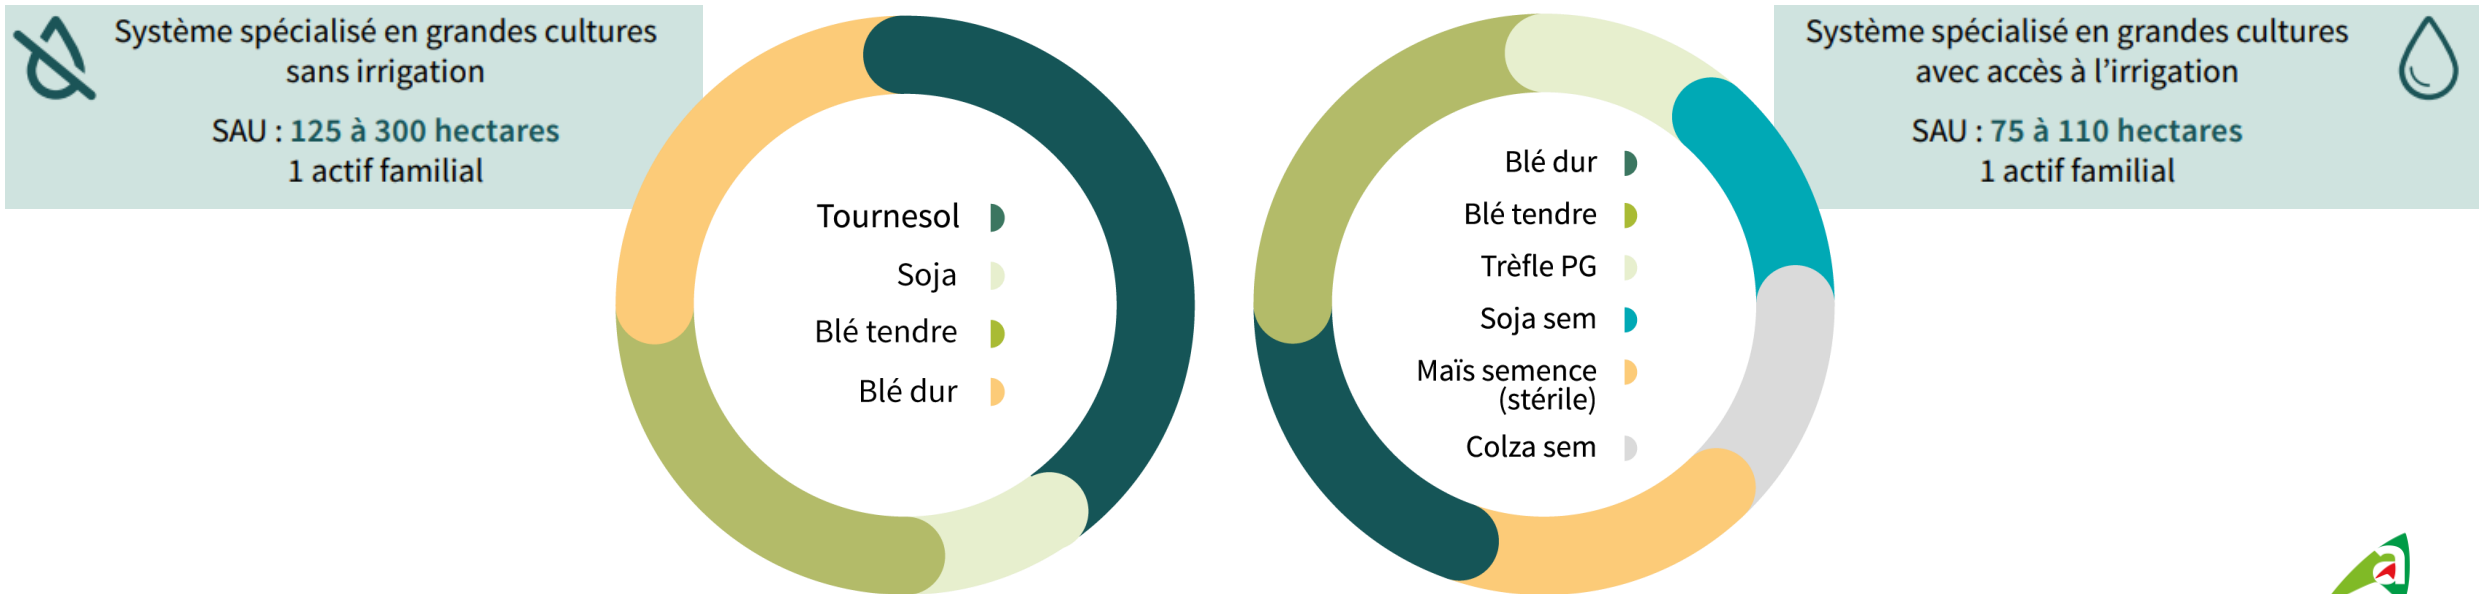 Système spécialisé en grandes cultures
sans irrigation
SAU : 125 à 300 hectares
1 actif familial
Tournesol
Soja
Blé tendre
Blé dur
Blé dur
Blé tendre
Trèfle PG
Soja sem
Maïs semence
(stérile)
Colza sem
Système spécialisé en grandes cultures
avec accès à l’irrigation
SAU : 75 à 110 hectares
1 actif familial
a